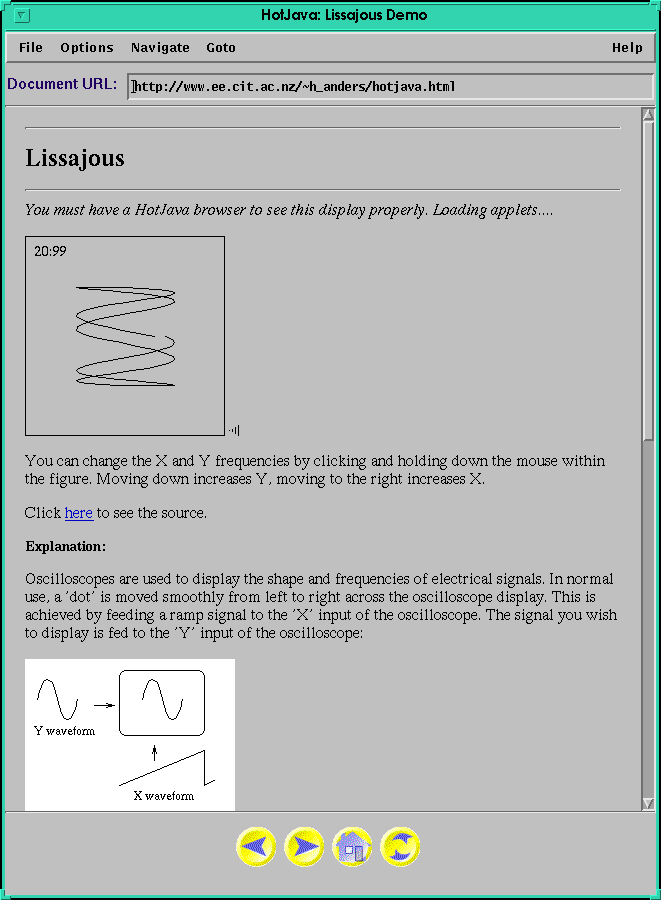 HotJava: Lissajous Demo
File Options Navigate Goto Help
Document URL: http://www.ee.cit.ac.nz/~h_anders/hotjava.html
Lissajous
You must have a HotJava browser to see this display properly. Loading applets....
20:99
You can change the X and Y frequencies by clicking and holding down the mouse within
the figure. Moving down increases Y, moving to the right increases X.
Click here to see the source.
Explanation:
Oscilloscopes are used to display the shape and frequencies of electrical signals. In normal
use, a 'dot' is moved smoothly from left to right across the oscilloscope display. This is
achieved by feeding a ramp signal to the 'X' input of the oscilloscope. The signal you wish
to display is fed to the 'Y' input of the oscilloscope:
Y waveform
X waveform